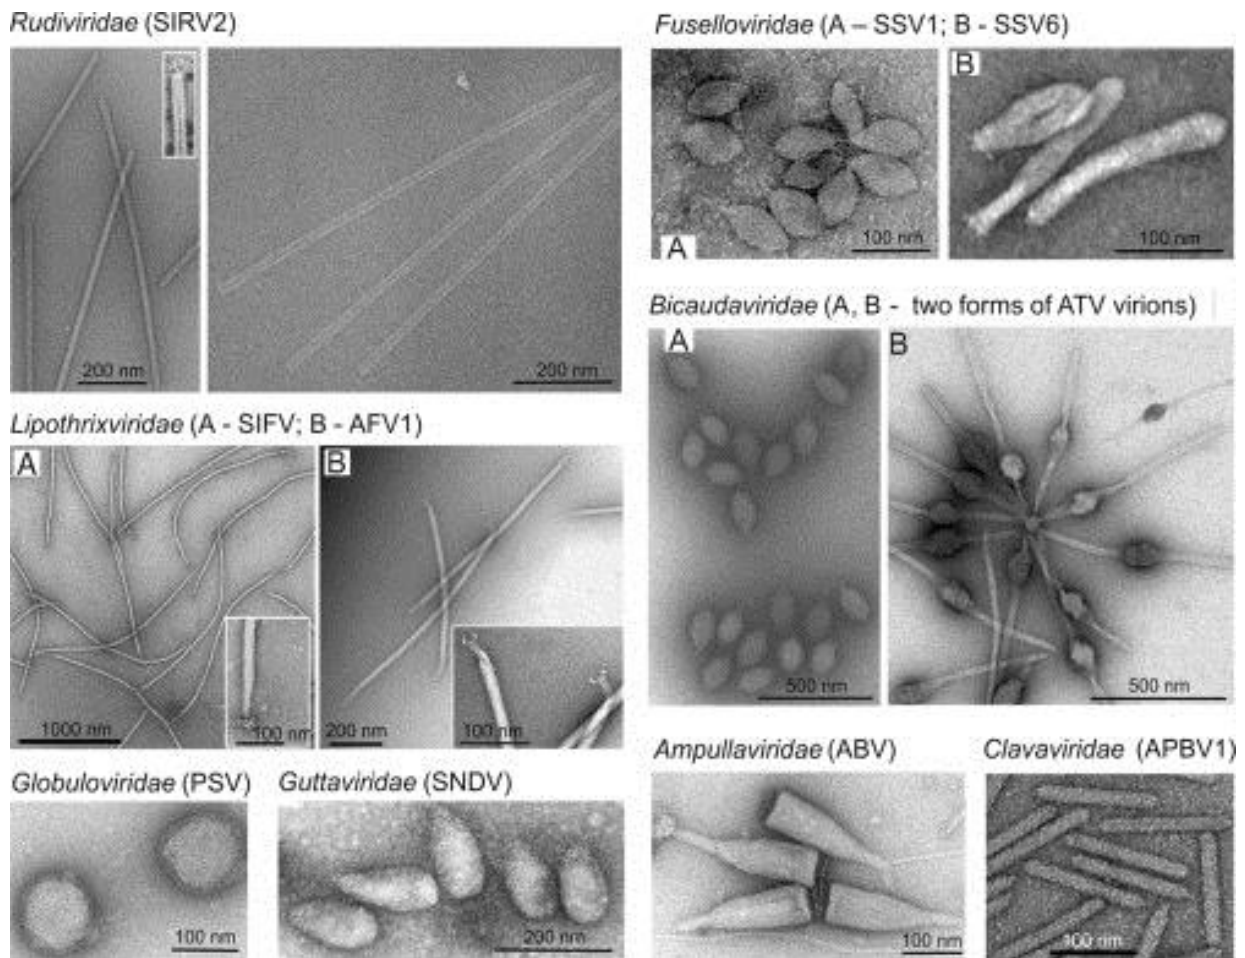 Rudiviridae (SIRV2)
200 nm
200 nm
Fuselloviridae (A – SSV1; B - SSV6)
A
100 nm
B
100 nm
Lipothrixviridae (A - SIFV; B - AFV1)
A
1000 nm
100 nm
B
200 nm
100 nm
Bicaudaviridae (A, B - two forms of ATV virions)
A
500 nm
B
500 nm
Globuloviridae (PSV)
100 nm
Guttaviridae (SNDV)
200 nm
Ampullaviridae (ABV)
100 nm
Clavaviridae (APBV1)
100 nm